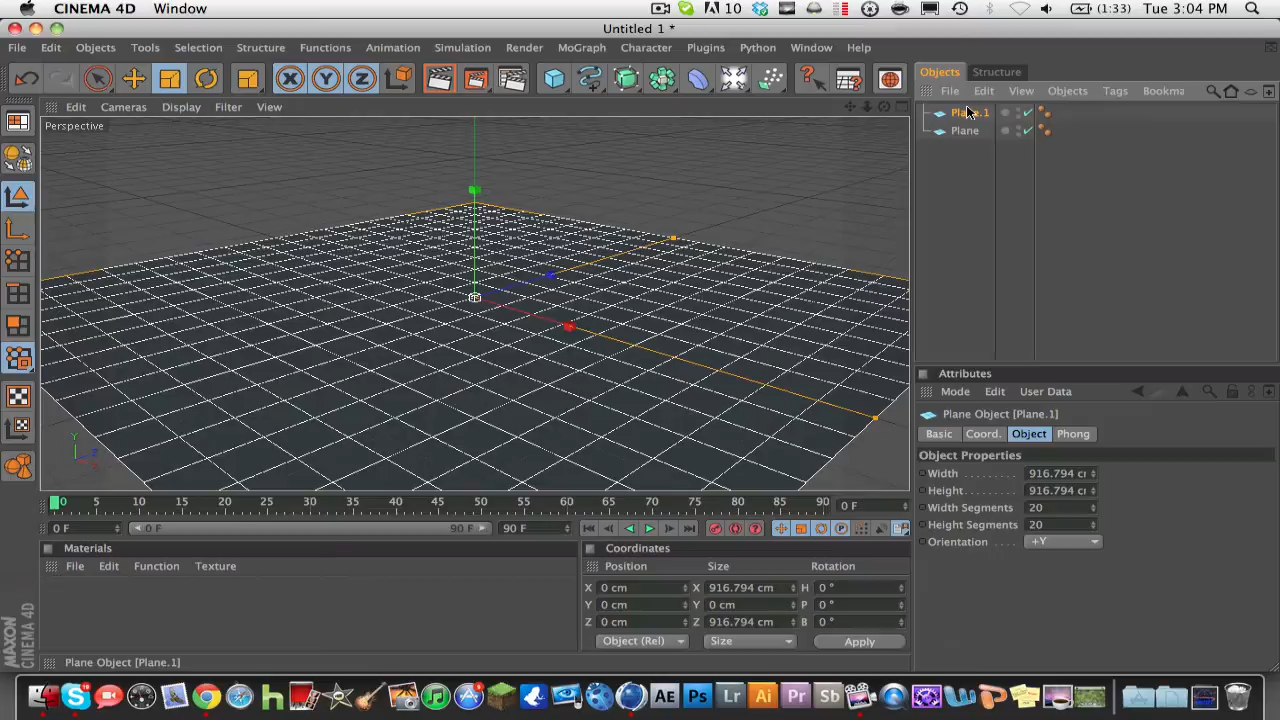 CINEMA 4D Window 10 (1:33) Tue 3:04 PM
Untitled 1 *
File Edit Objects Tools Selection Structure Functions Animation Selection Simulation Render MoGraph Character Plugins Python Window Help
X Y Z
Objects Structure
File Edit View Objects Tags Bookma
Plane.1
Plane
Edit Cameras Display Filter View
Perspective
Y
Z
Attributes
Mode Edit User Data
Plane Object [Plane.1]
Basic Coord. Object Phong
Object Properties
Width 916.794 c
Height 916.794 c
Width Segments 20
Height Segments 20
Orientation +Y
0 5 10 15 20 25 30 35 40 45 50 55 60 65 70 75 80 85 90 0 F
0 F 0 F 90 F 90 F
Materials
File Edit Function Texture
Coordinates
Position Size Rotation
X 0 cm X 916.794 cm H 0 °
Y 0 cm Y 0 cm P 0 °
Z 0 cm Z 916.794 cm B 0 °
Object (Rel) Size Apply
MAXON
CINEMA 4D
Plane Object [Plane.1]
AE Ps Lr Ai Pr Sb